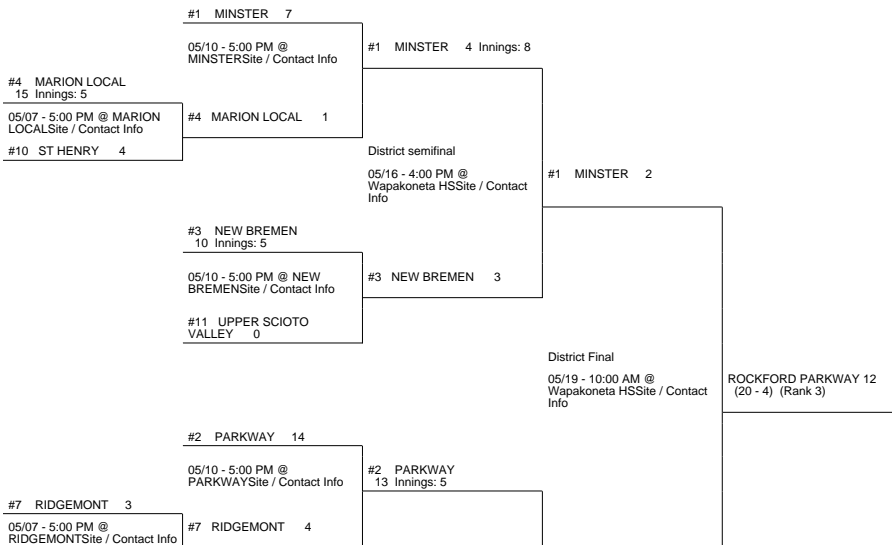 #1 MINSTER 7
05/10 - 5:00 PM @
MINSTERSite / Contact Info
#1 MINSTER 4 Innings: 8
#4 MARION LOCAL
15 Innings: 5
05/07 - 5:00 PM @ MARION
LOCALSite / Contact Info
#4 MARION LOCAL 1
#10 ST HENRY 4
District semifinal
05/16 - 4:00 PM @
Wapakoneta HSSite / Contact
Info
#1 MINSTER 2
#3 NEW BREMEN
10 Innings: 5
05/10 - 5:00 PM @ NEW
BREMENSite / Contact Info
#3 NEW BREMEN 3
#11 UPPER SCIOTO
VALLEY 0
District Final
05/19 - 10:00 AM @
Wapakoneta HSSite / Contact
Info
ROCKFORD PARKWAY 12
(20 - 4) (Rank 3)
#2 PARKWAY 14
05/10 - 5:00 PM @
PARKWAYSite / Contact Info
#2 PARKWAY
13 Innings: 5
#7 RIDGEMONT 3
05/07 - 5:00 PM @
RIDGEMONTSite / Contact Info
#7 RIDGEMONT 4